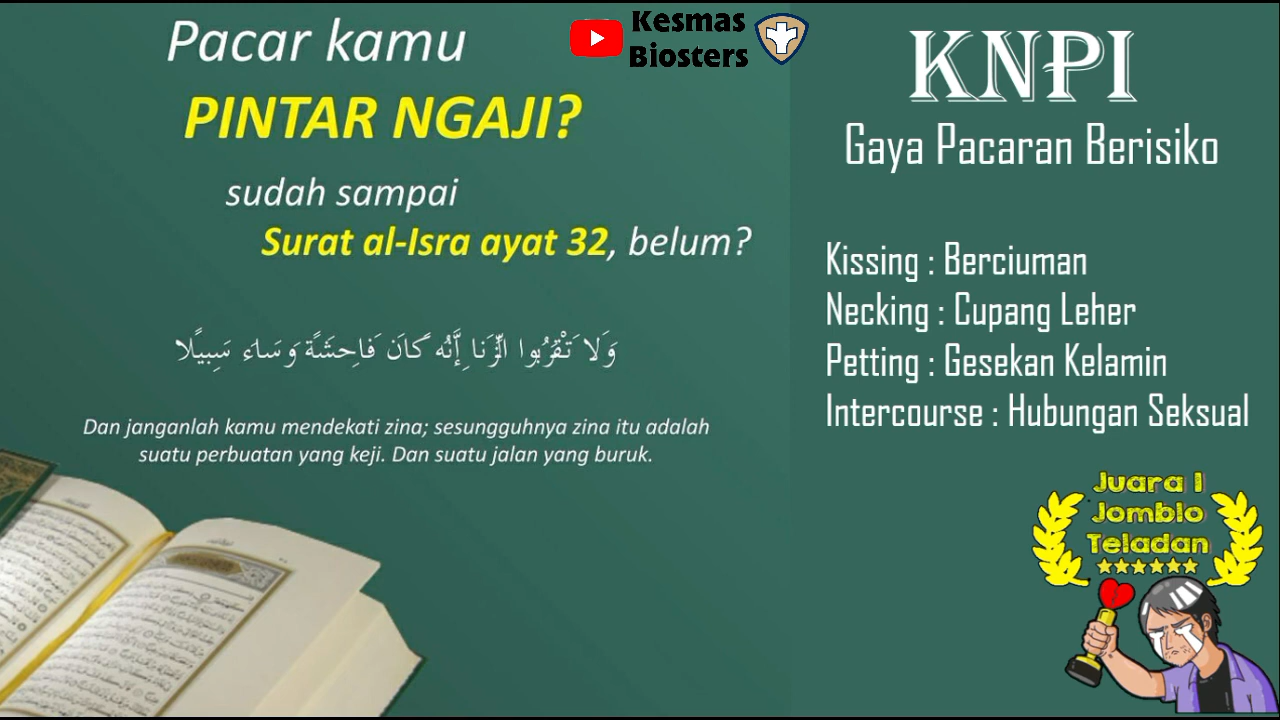 Pacar kamu
PINTAR NGAJI?
sudah sampai
Surat al-Isra ayat 32, belum?
وَلَا تَقْرَبُوا الزِّنَا إِنَّهُ كَانَ فَاحِشَةً وَسَاءَ سَبِيلًا
Dan janganlah kamu mendekati zina; sesungguhnya zina itu adalah
suatu perbuatan yang keji. Dan suatu jalan yang buruk.
Kesmas
Biosters
KNPI
Gaya Pacaran Berisiko
Kissing : Berciuman
Necking : Cupang Leher
Petting : Gesekan Kelamin
Intercourse : Hubungan Seksual
Juara I
Jomblo
Teladan